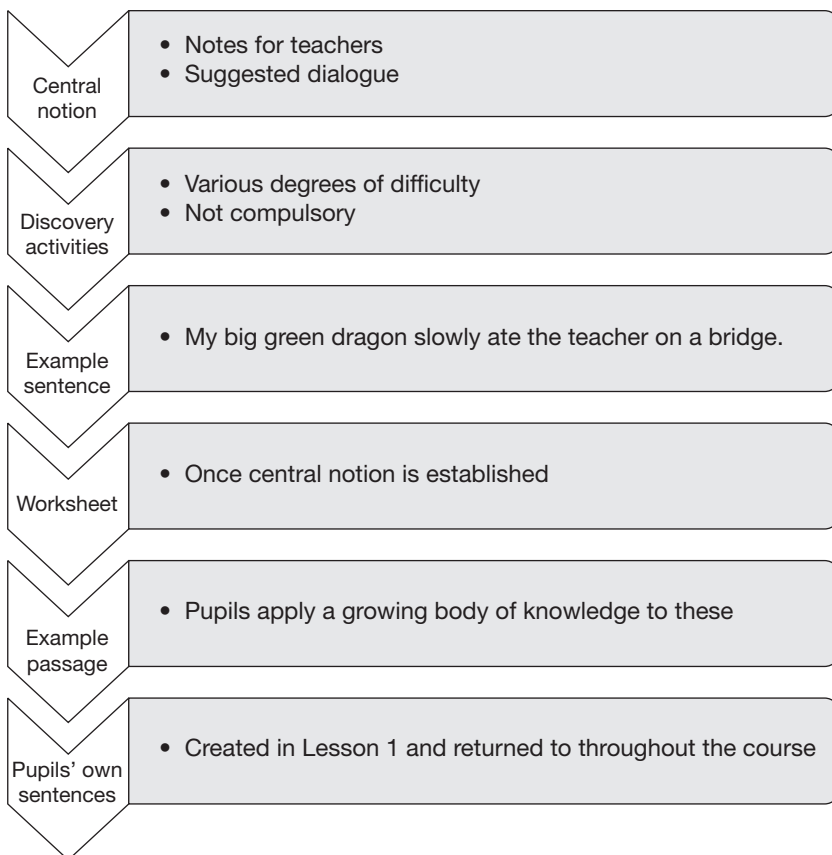 Central
notion
• Notes for teachers
• Suggested dialogue
Discovery
activities
• Various degrees of difficulty
• Not compulsory
Example
sentence
• My big green dragon slowly ate the teacher on a bridge.
Worksheet
• Once central notion is established
Example
passage
• Pupils apply a growing body of knowledge to these
Pupils’ own
sentences
• Created in Lesson 1 and returned to throughout the course